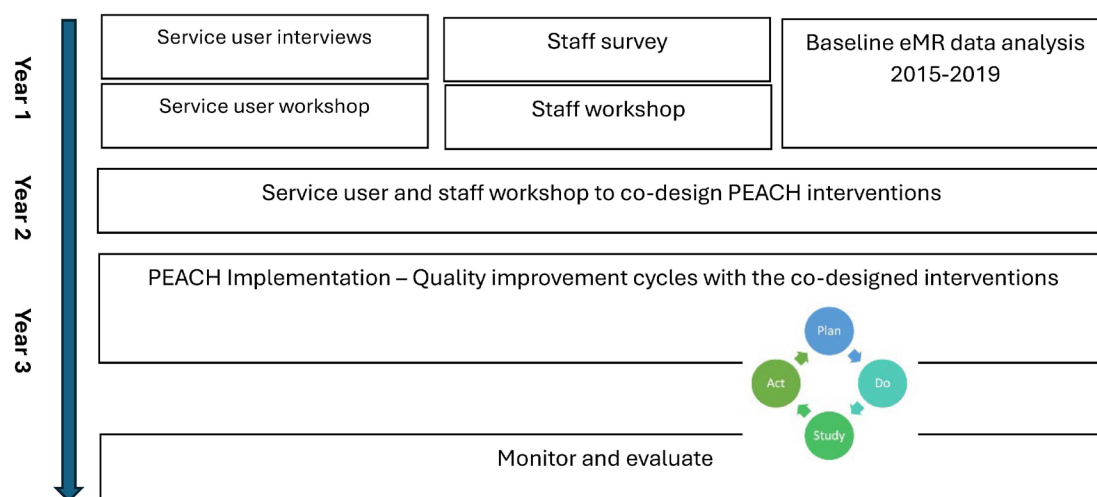 Year 1
Service user interviews
Service user workshop
Staff survey
Staff workshop
Baseline eMR data analysis
2015-2019
Year 2
Service user and staff workshop to co-design PEACH interventions
Year 3
PEACH Implementation – Quality improvement cycles with the co-designed interventions
Plan
Do
Study
Act
Monitor and evaluate